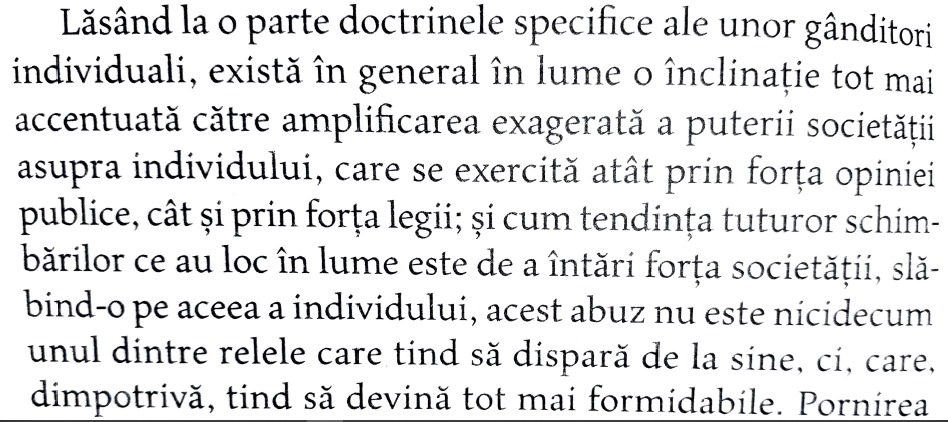 Lăsând la o parte doctrinele specifice ale unor gânditori
individuali, există în general în lume o înclinație tot mai
accentuată către amplificarea exagerată a puterii societății
asupra individului, care se exercită atât prin forța opiniei
publice, cât și prin forța legii; și cum tendința tuturor schim-
bărilor ce au loc în lume este de a întări forța societății, slă-
bind-o pe aceea a individului, acest abuz nu este nicidecum
unul dintre relele care tind să dispară de la sine, ci, care,
dimpotrivă, tind să devină tot mai formidabile. Pornirea